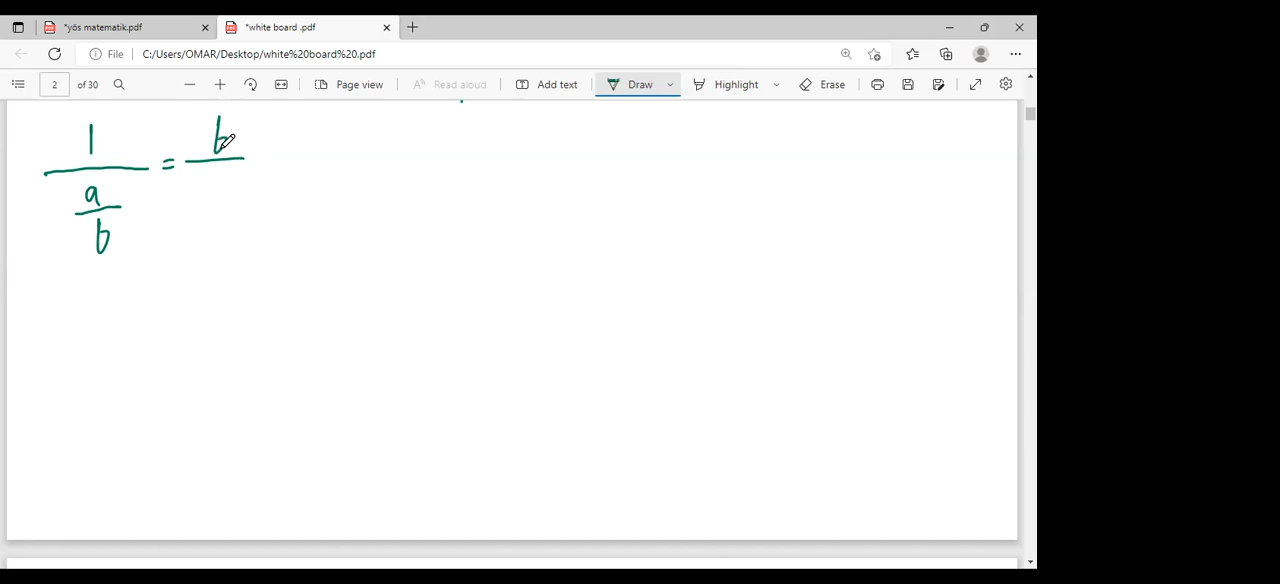 *yös matematik.pdf
*white board .pdf
File
C:/Users/OMAR/Desktop/white%20board%20.pdf
2 of 30
Page view
Read aloud
Add text
Draw
Highlight
Erase
1 = b
a
b